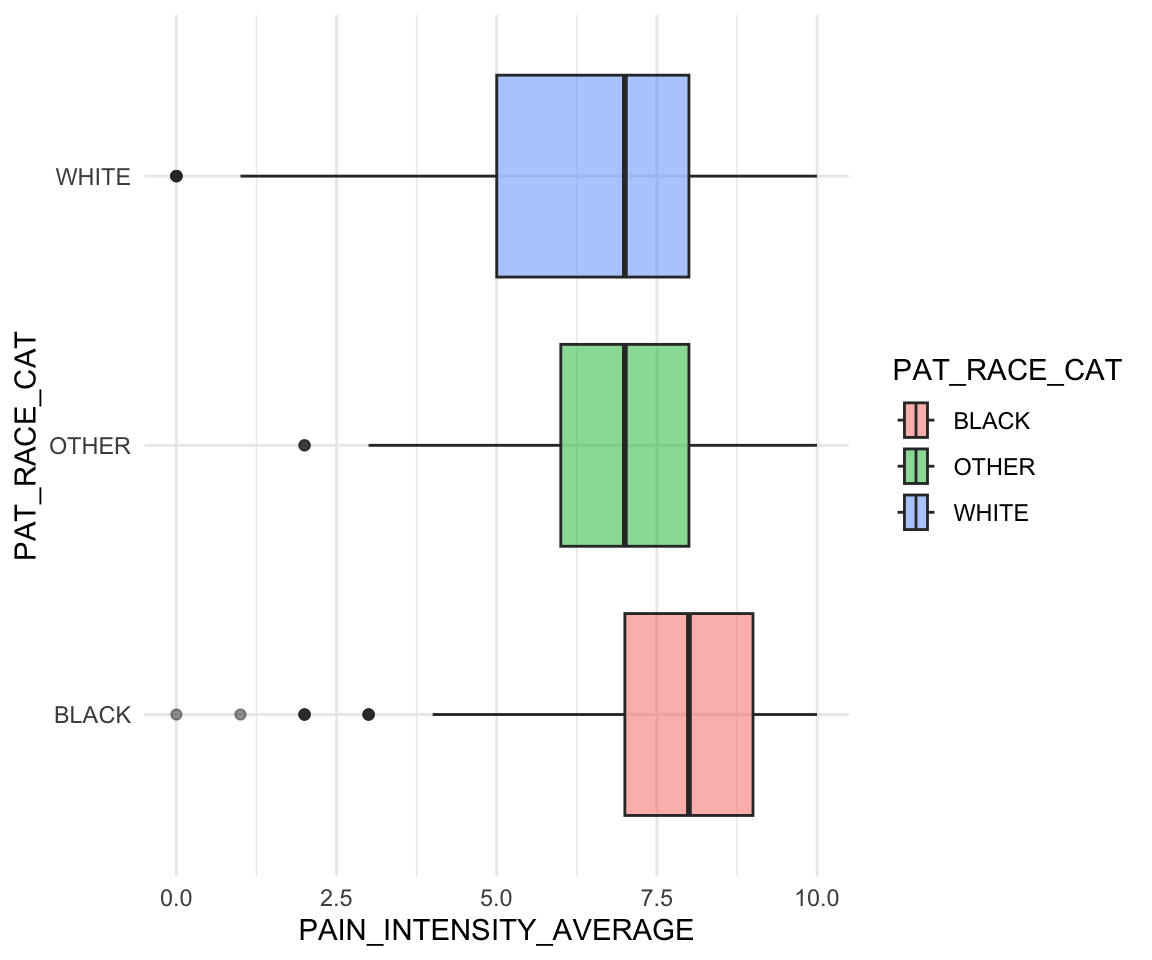 PAT_RACE_CAT
WHITE
OTHER
BLACK
0.0 2.5 5.0 7.5 10.0
PAIN_INTENSITY_AVERAGE
PAT_RACE_CAT
BLACK
OTHER
WHITE